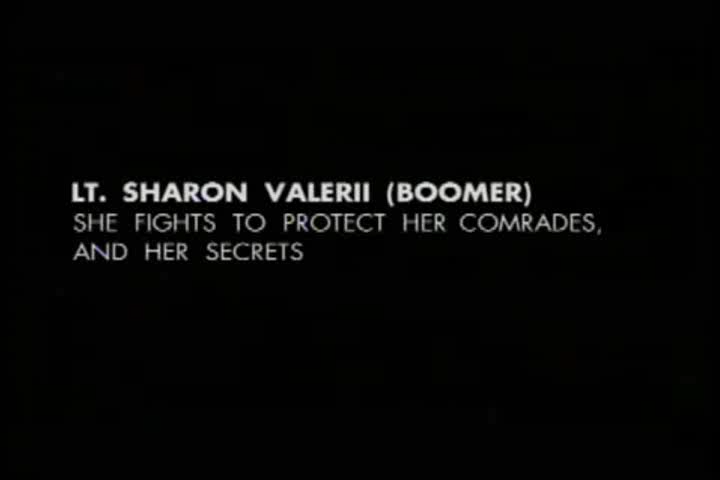 LT. SHARON VALERII (BOOMER)
SHE FIGHTS TO PROTECT HER COMRADES,
AND HER SECRETS